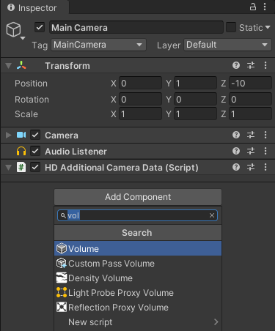 Inspector
Main Camera Static
Tag MainCamera Layer Default
Transform
Position X 0 Y 1 Z -10
Rotation X 0 Y 0 Z 0
Scale X 1 Y 1 Z 1
Camera
Audio Listener
HD Additional Camera Data (Script)
Add Component
vol
Search
Volume
Custom Pass Volume
Density Volume
Light Probe Proxy Volume
Reflection Proxy Volume
New script